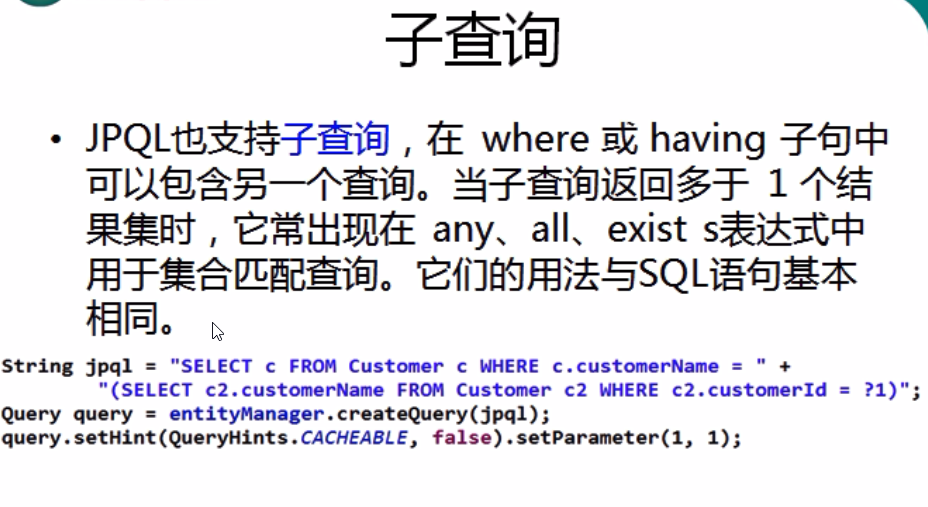 子查询
• JPQL也支持子查询，在 where 或 having 子句中
可以包含另一个查询。当子查询返回多于 1 个结
果集时，它常出现在 any、all、exist s表达式中
用于集合匹配查询。它们的用法与SQL语句基本
相同。
String jpql = "SELECT c FROM Customer c WHERE c.customerName = " +
"(SELECT c2.customerName FROM Customer c2 WHERE c2.customerId = ?1)";
Query query = entityManager.createQuery(jpql);
query.setHint(QueryHints.CACHEABLE, false).setParameter(1, 1);